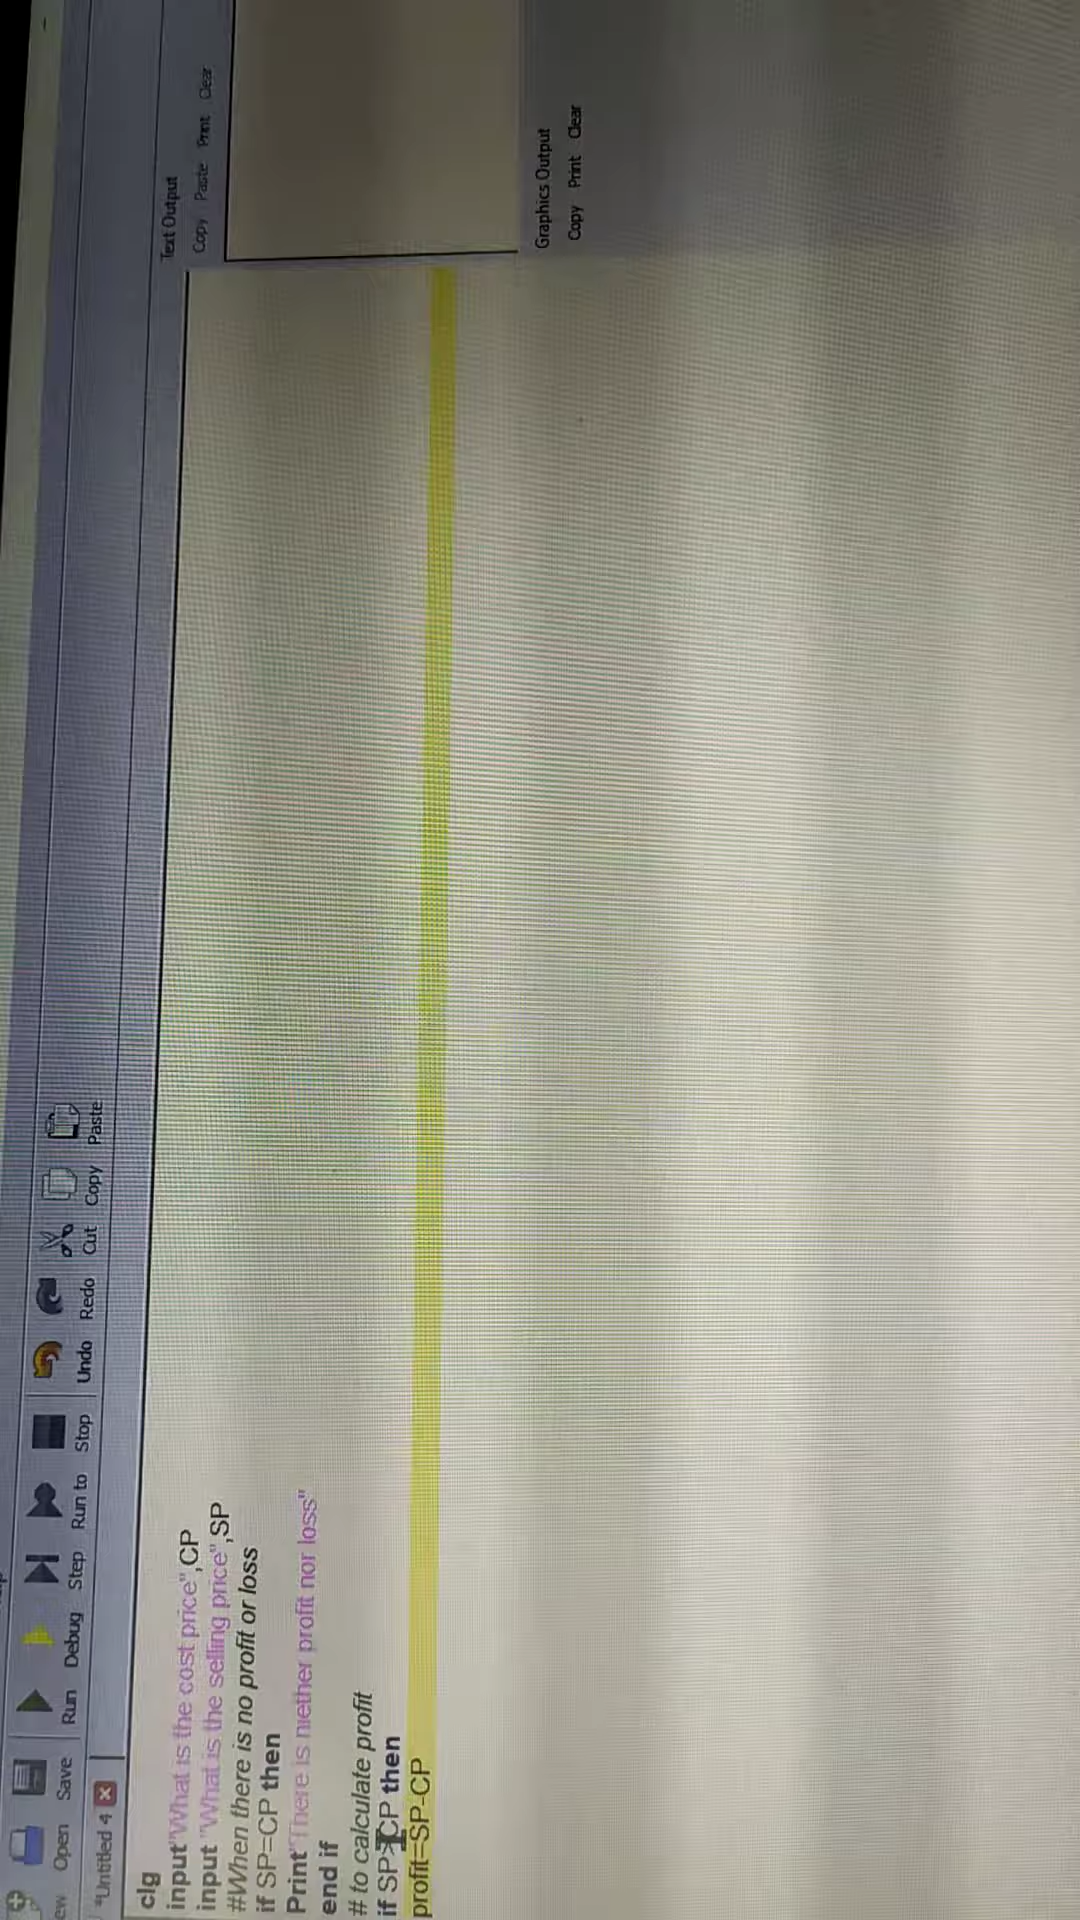 Open Save Run Debug Step Run to Stop Undo Redo Cut Copy Paste
*Untitled 4
clg
input"What is the cost price",CP
input "What is the selling price",SP
#When there is no profit or loss
if SP=CP then
Print"There is niether profit nor loss"
end if
# to calculate profit
if SP>CP then
profit=SP-CP
Text Output
Copy Paste Print Clear
Graphics Output
Copy Print Clear